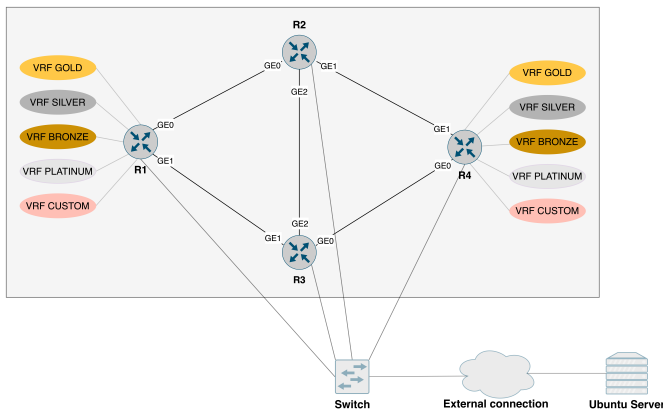 R2
VRF GOLD
VRF SILVER
VRF BRONZE
VRF PLATINUM
VRF CUSTOM
GE0
GE1
GE2
GE0
GE1
R1
GE1
GE0
R4
VRF GOLD
VRF SILVER
VRF BRONZE
VRF PLATINUM
VRF CUSTOM
GE2
GE1
GE0
R3
Switch
External connection
Ubuntu Server